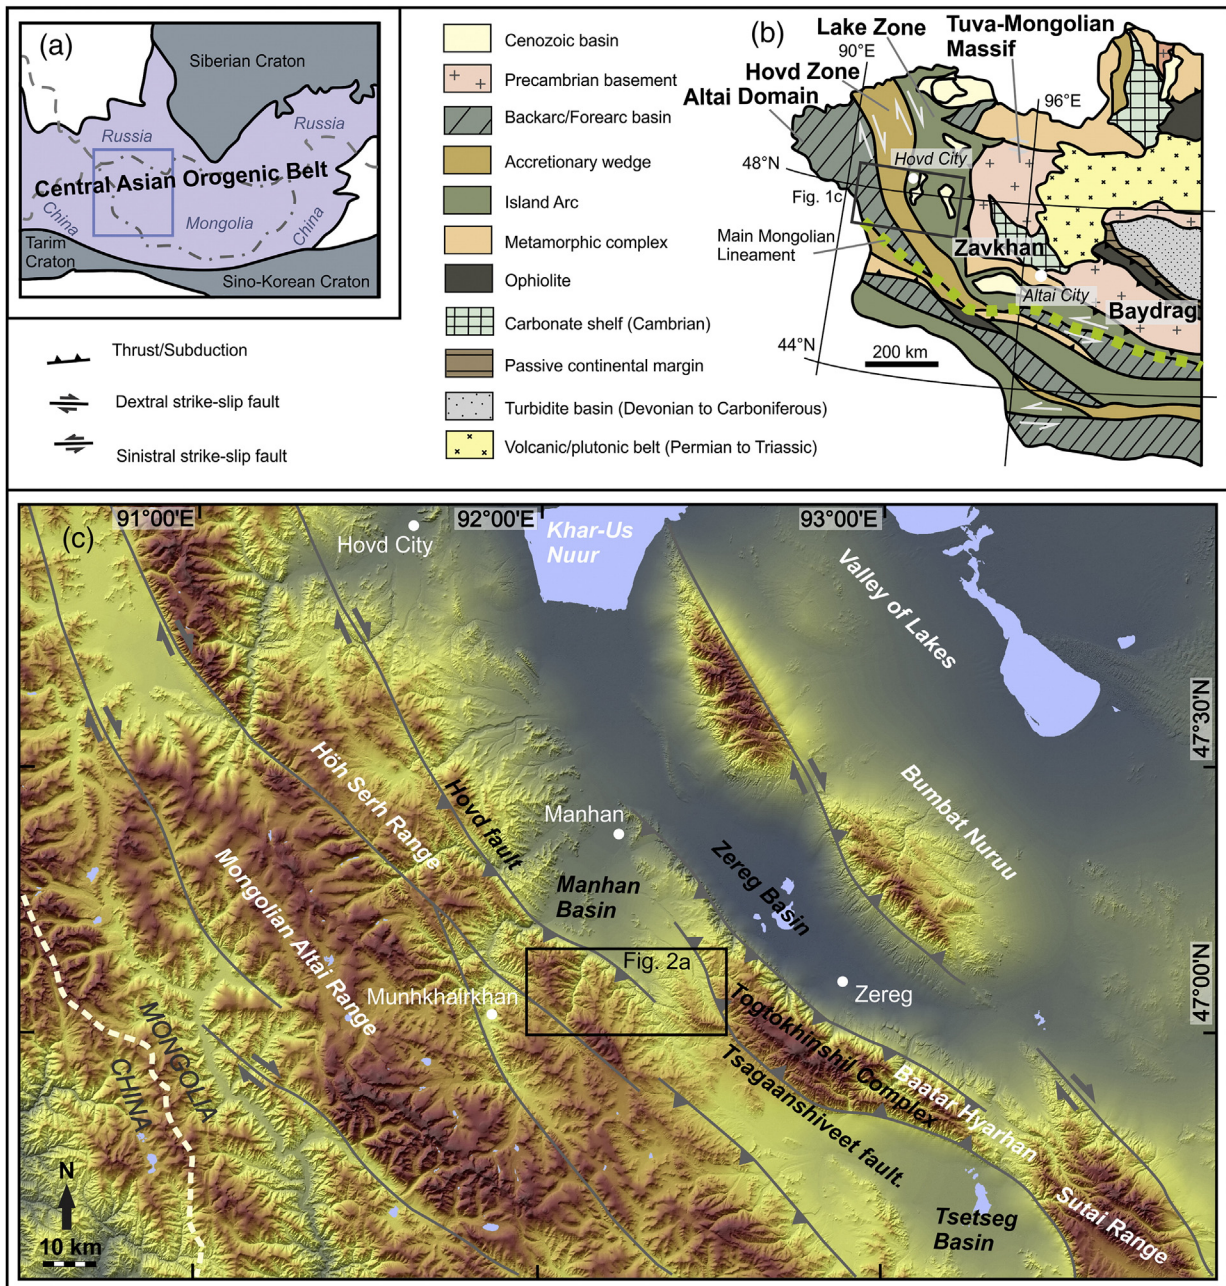 (a)
Siberian Craton
Russia
Russia
Central Asian Orogenic Belt
China
Mongolia
China
Tarim
Craton
Sino-Korean Craton
Thrust/Subduction
Dextral strike-slip fault
Sinistral strike-slip fault
Cenozoic basin
Precambrian basement
Backarc/Forearc basin
Accretionary wedge
Island Arc
Metamorphic complex
Ophiolite
Carbonate shelf (Cambrian)
Passive continental margin
Turbidite basin (Devonian to Carboniferous)
Volcanic/plutonic belt (Permian to Triassic)
(b)
Lake Zone
Tuva-Mongolian
Massif
90°E
Hovd Zone
Altai Domain
96°E
48°N
Hovd City
Fig. 1c
Main Mongolian
Lineament
Zavkhan
Altai City
Baydrag
44°N
200 km
(c)
91°00'E
92°00'E
93°00'E
Hovd City
Khar-Us
Nuur
Valley of Lakes
47°30'N
Höh Serh Range
Hovd fault
Manhan
Bumbat Nuruu
Zereg Basin
Mongolian Altai Range
Manhan
Basin
Fig. 2a
Munhkhairkhan
Zereg
47°00'N
Togtokhinshil Complex
Baatar Hyarhan
Tsagaanshiveet fault.
MONGOLIA
CHINA
N
10 km
Tsetseg
Basin
Sutai Range